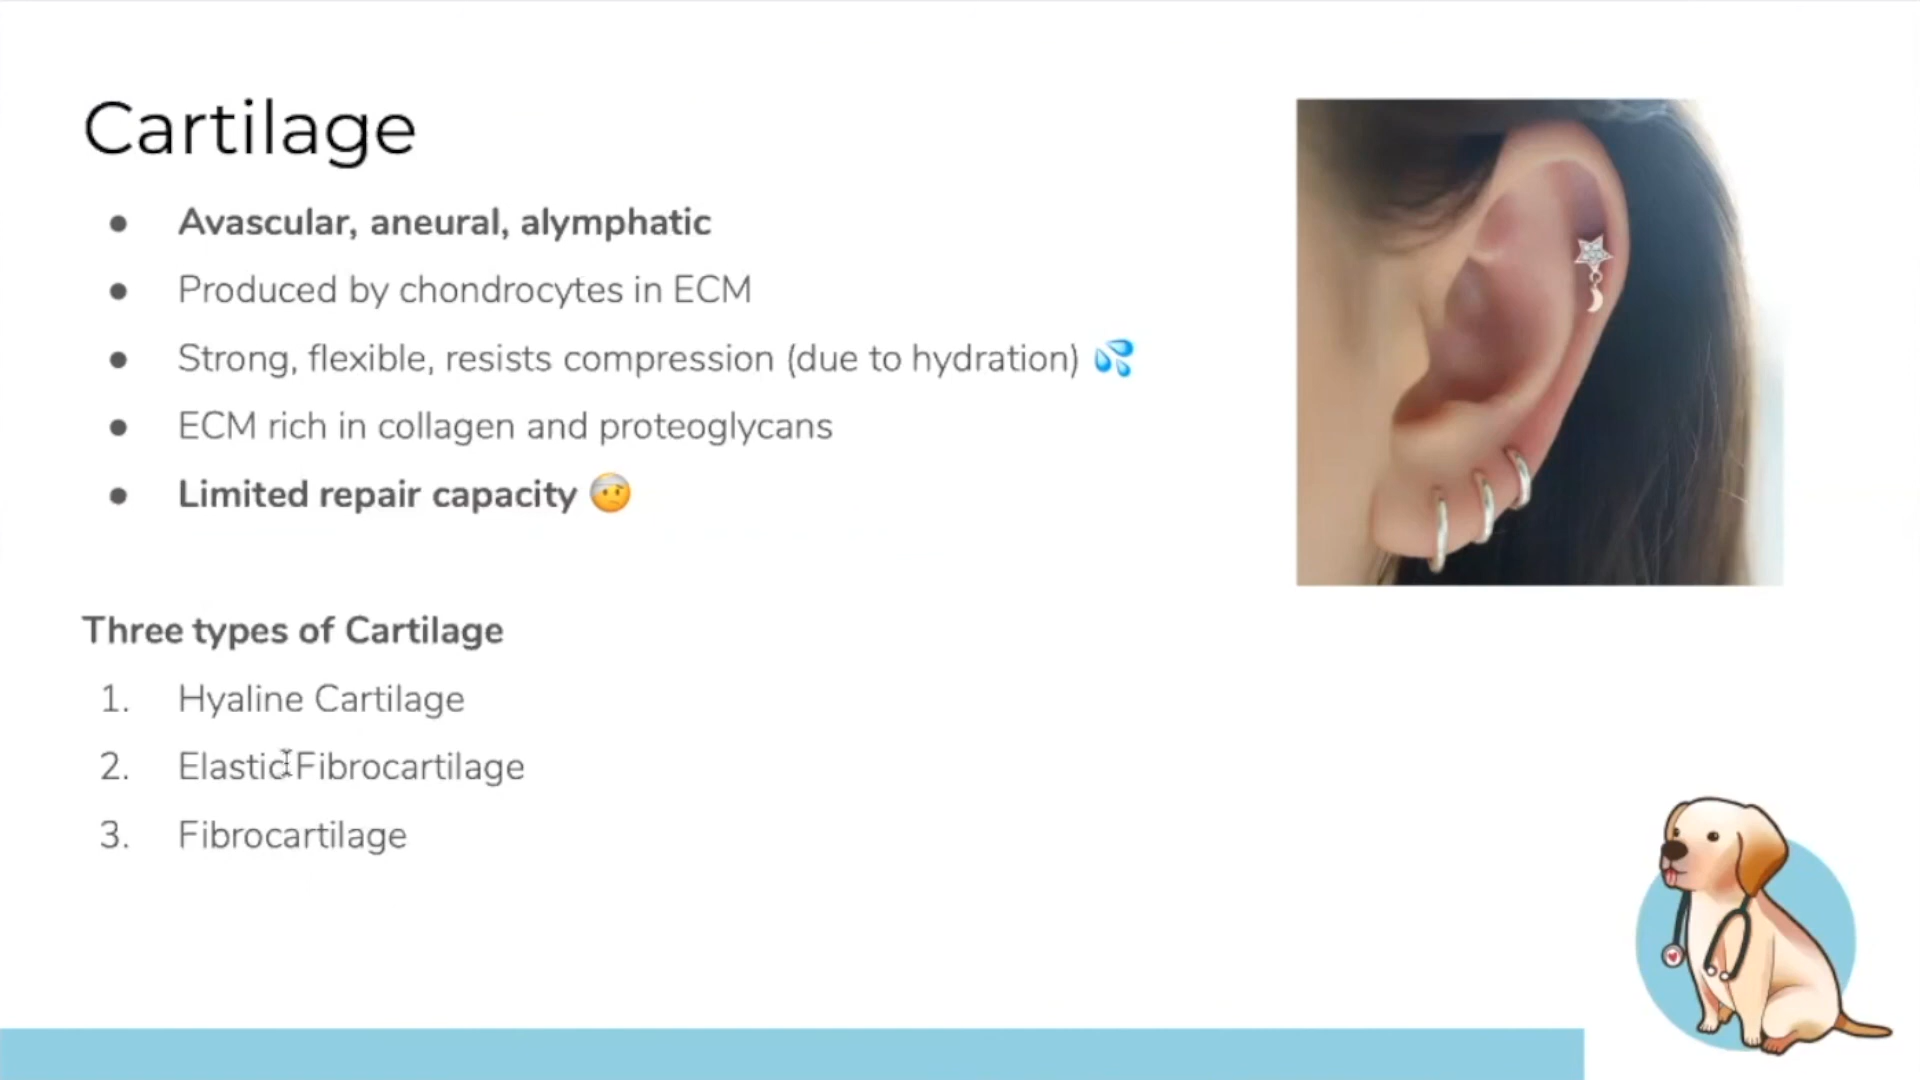 Cartilage
● Avascular, aneural, alymphatic
● Produced by chondrocytes in ECM
● Strong, flexible, resists compression (due to hydration) 💦
● ECM rich in collagen and proteoglycans
● Limited repair capacity 🤕
Three types of Cartilage
1. Hyaline Cartilage
2. Elastic Fibrocartilage
3. Fibrocartilage